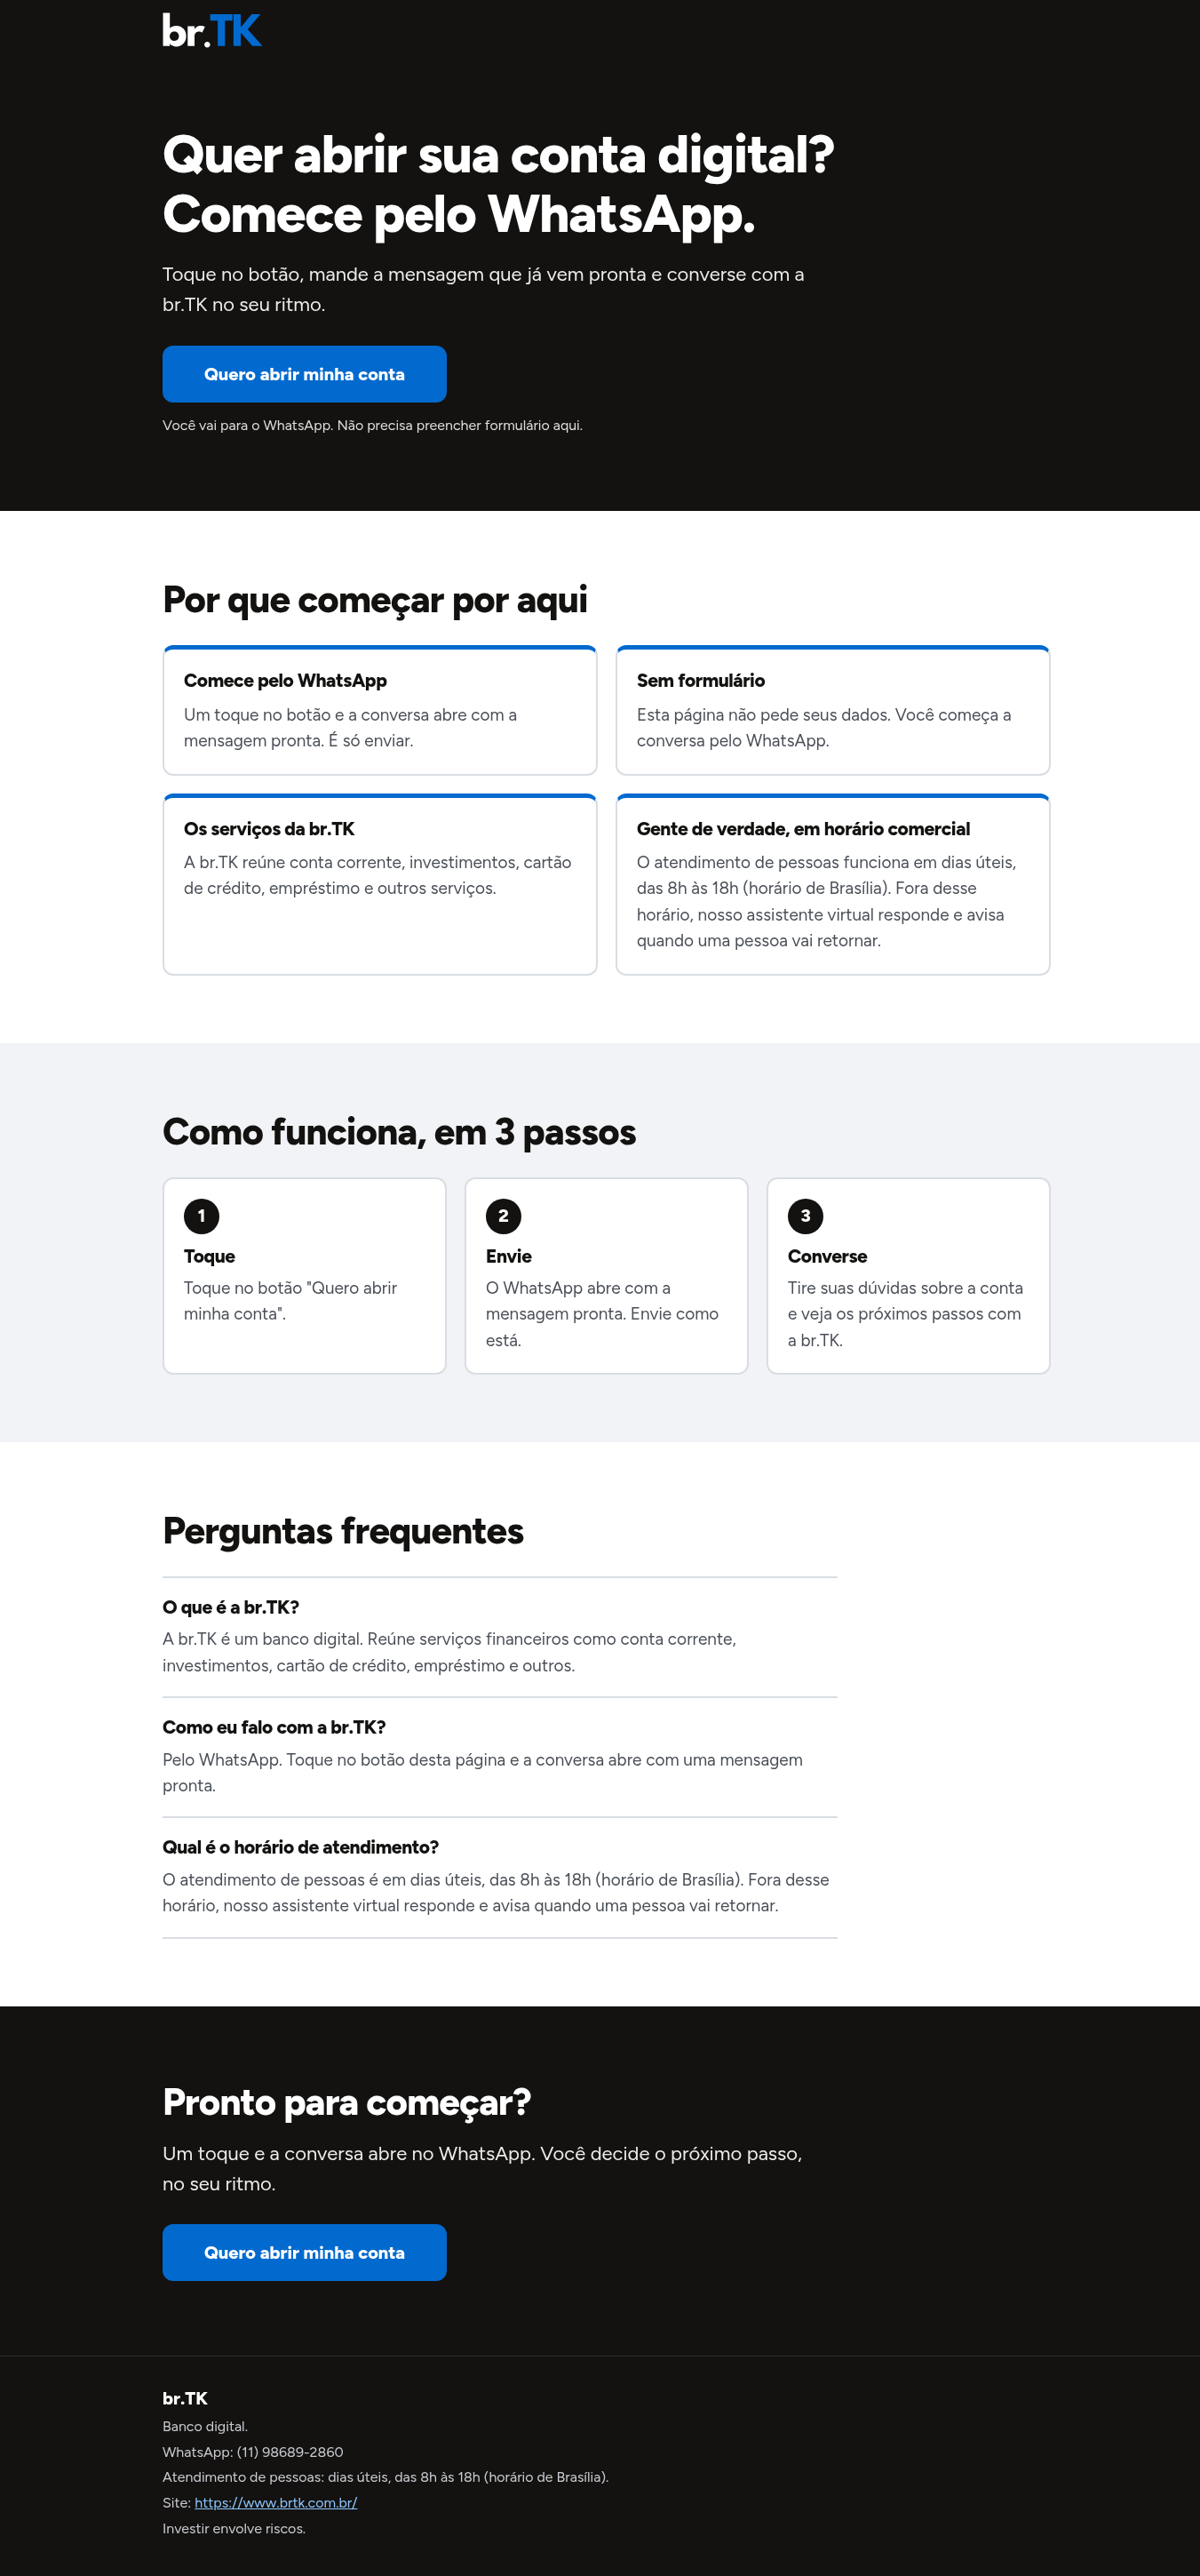 br.TK
Quer abrir sua conta digital?
Comece pelo WhatsApp.
Toque no botão, mande a mensagem que já vem pronta e converse com a
br.TK no seu ritmo.
Quero abrir minha conta
Você vai para o WhatsApp. Não precisa preencher formulário aqui.
Por que começar por aqui
Comece pelo WhatsApp
Um toque no botão e a conversa abre com a
mensagem pronta. É só enviar.
Sem formulário
Esta página não pede seus dados. Você começa a
conversa pelo WhatsApp.
Os serviços da br.TK
A br.TK reúne conta corrente, investimentos, cartão
de crédito, empréstimo e outros serviços.
Gente de verdade, em horário comercial
O atendimento de pessoas funciona em dias úteis,
das 8h às 18h (horário de Brasília). Fora desse
horário, nosso assistente virtual responde e avisa
quando uma pessoa vai retornar.
Como funciona, em 3 passos
1
Toque
Toque no botão "Quero abrir
minha conta".
2
Envie
O WhatsApp abre com a
mensagem pronta. Envie como
está.
3
Converse
Tire suas dúvidas sobre a conta
e veja os próximos passos com
a br.TK.
Perguntas frequentes
O que é a br.TK?
A br.TK é um banco digital. Reúne serviços financeiros como conta corrente,
investimentos, cartão de crédito, empréstimo e outros.
Como eu falo com a br.TK?
Pelo WhatsApp. Toque no botão desta página e a conversa abre com uma mensagem
pronta.
Qual é o horário de atendimento?
O atendimento de pessoas é em dias úteis, das 8h às 18h (horário de Brasília). Fora desse
horário, nosso assistente virtual responde e avisa quando uma pessoa vai retornar.
Pronto para começar?
Um toque e a conversa abre no WhatsApp. Você decide o próximo passo,
no seu ritmo.
Quero abrir minha conta
br.TK
Banco digital.
WhatsApp: (11) 98689-2860
Atendimento de pessoas: dias úteis, das 8h às 18h (horário de Brasília).
Site: https://www.brtk.com.br/
Investir envolve riscos.